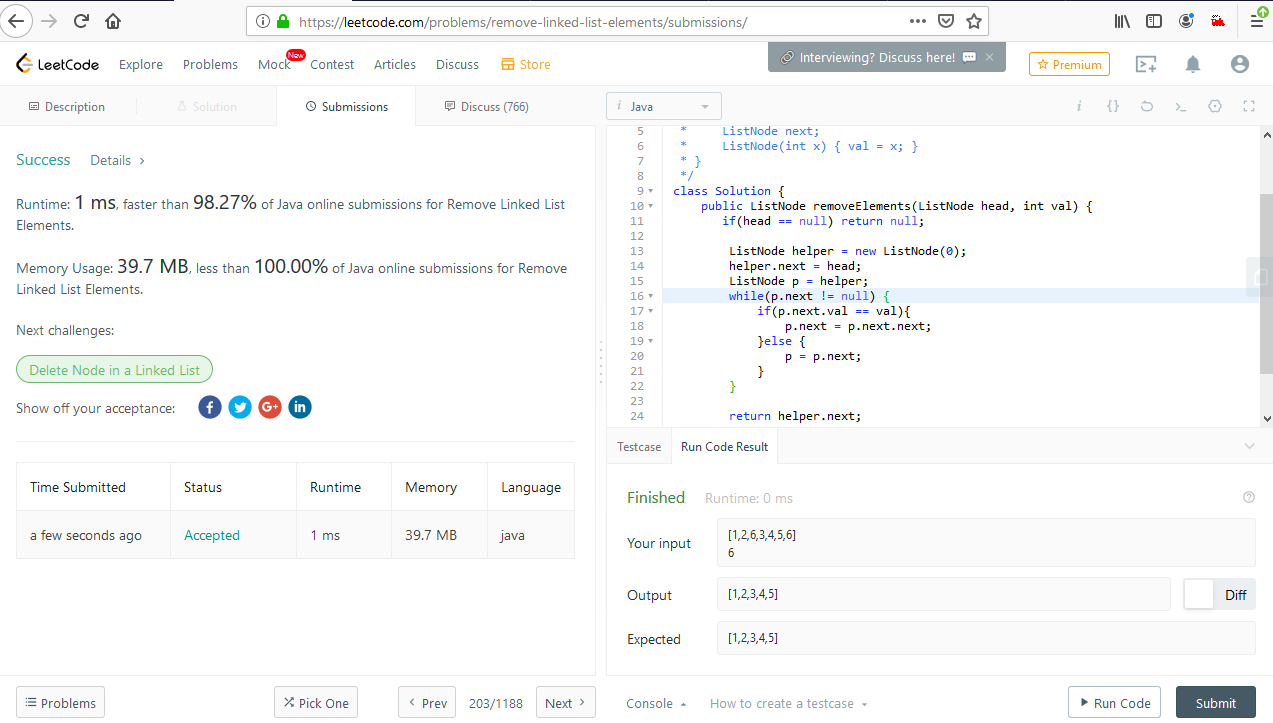 https://leetcode.com/problems/remove-linked-list-elements/submissions/
LeetCode Explore Problems Mock New Contest Articles Discuss Store
Interviewing? Discuss here!
Premium
Description Solution Submissions Discuss (766)
Success Details
Runtime: 1 ms, faster than 98.27% of Java online submissions for Remove Linked List
Elements.
Memory Usage: 39.7 MB, less than 100.00% of Java online submissions for Remove
Linked List Elements.
Next challenges:
Delete Node in a Linked List
Show off your acceptance:
Time Submitted Status Runtime Memory Language
a few seconds ago Accepted 1 ms 39.7 MB java
Problems Pick One Prev 203/1188 Next
i Java
i {}
5 * ListNode next;
6 * ListNode(int x) { val = x; }
7 * }
8 */
9 class Solution {
10 public ListNode removeElements(ListNode head, int val) {
11 if(head == null) return null;
12
13 ListNode helper = new ListNode(0);
14 helper.next = head;
15 ListNode p = helper;
16 while(p.next != null) {
17 if(p.next.val == val){
18 p.next = p.next.next;
19 }else {
20 p = p.next;
21 }
22 }
23
24 return helper.next;
Testcase Run Code Result
Finished Runtime: 0 ms
Your input
[1,2,6,3,4,5,6]
6
Output [1,2,3,4,5] Diff
Expected [1,2,3,4,5]
Console How to create a testcase Run Code Submit